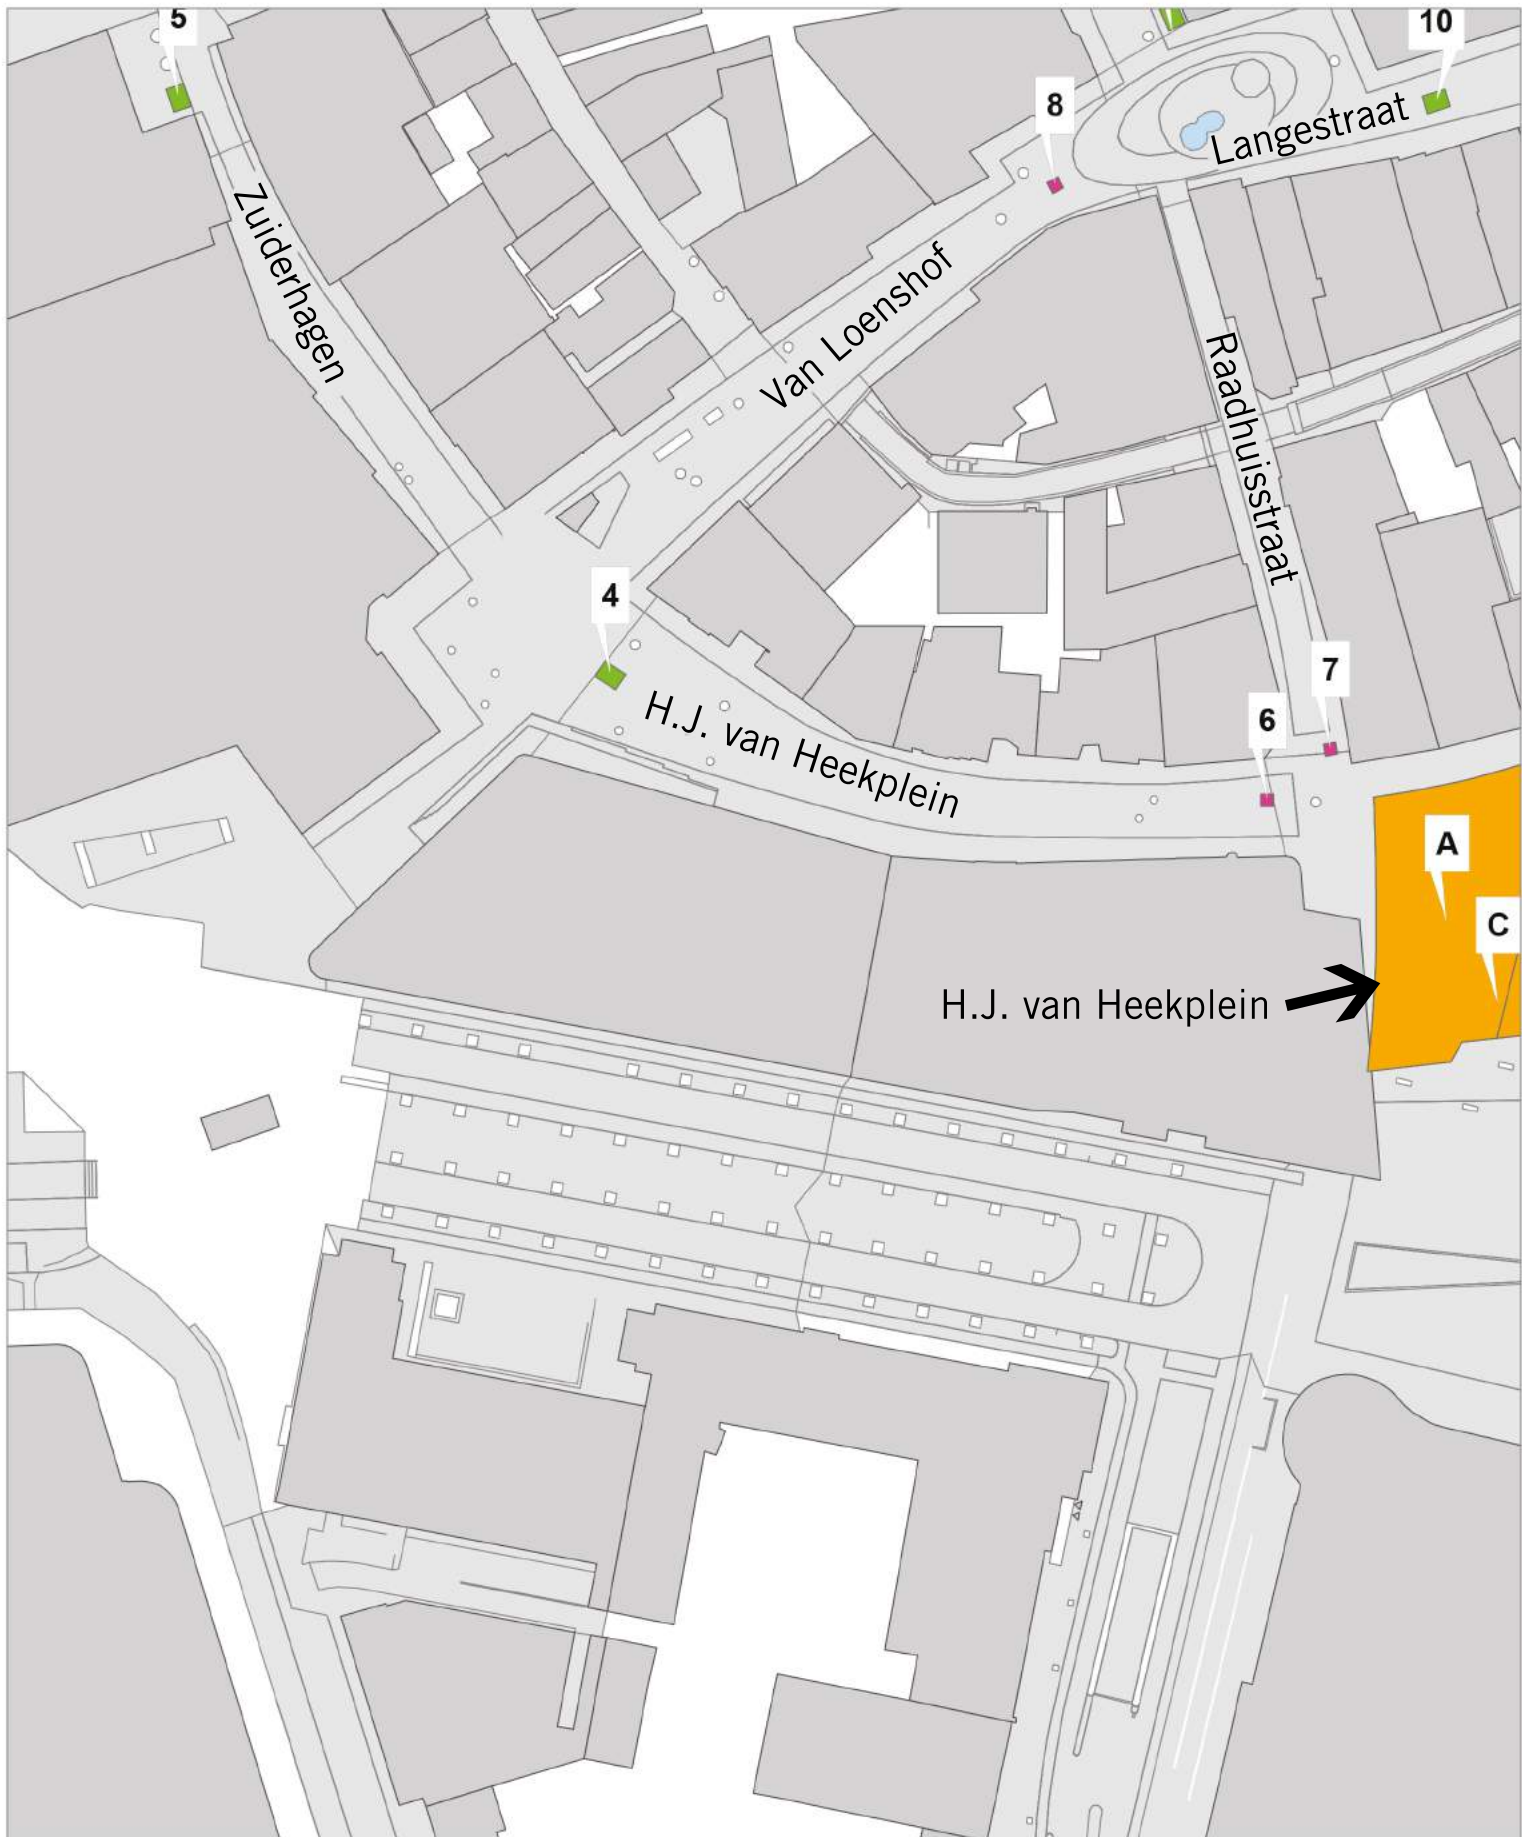 5
10
8
Langestraat
Zuiderhagen
Van Loenshof
Raadhuisstraat
4
7
H.J. van Heekplein
6
A
C
H.J. van Heekplein